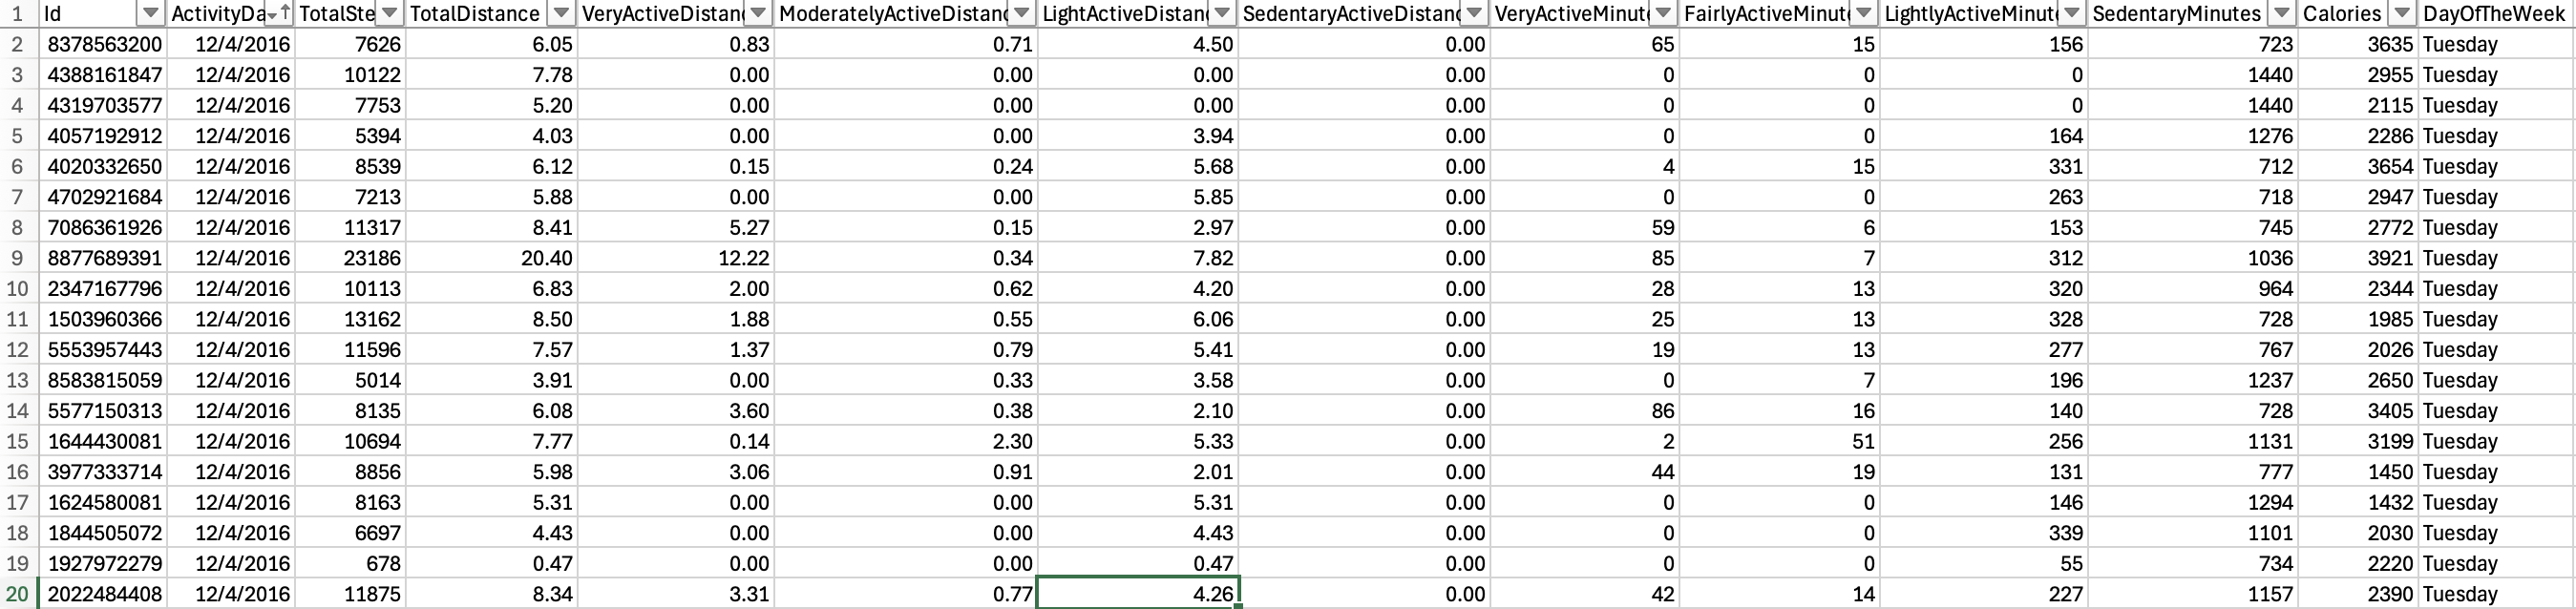 1 Id ActivityDa TotalSte TotalDistance VeryActiveDistan ModeratelyActiveDistanc LightActiveDistan SedentaryActiveDistanc VeryActiveMinut FairlyActiveMinut LightlyActiveMinut SedentaryMinutes Calories DayOfTheWeek
2 8378563200 12/4/2016 7626 6.05 0.83 0.71 4.50 0.00 65 15 156 723 3635 Tuesday
3 4388161847 12/4/2016 10122 7.78 0.00 0.00 0.00 0.00 0 0 0 1440 2955 Tuesday
4 4319703577 12/4/2016 7753 5.20 0.00 0.00 0.00 0.00 0 0 0 1440 2115 Tuesday
5 4057192912 12/4/2016 5394 4.03 0.00 0.00 3.94 0.00 0 0 164 1276 2286 Tuesday
6 4020332650 12/4/2016 8539 6.12 0.15 0.24 5.68 0.00 4 15 331 712 3654 Tuesday
7 4702921684 12/4/2016 7213 5.88 0.00 0.00 5.85 0.00 0 0 263 718 2947 Tuesday
8 7086361926 12/4/2016 11317 8.41 5.27 0.15 2.97 0.00 59 6 153 745 2772 Tuesday
9 8877689391 12/4/2016 23186 20.40 12.22 0.34 7.82 0.00 85 7 312 1036 3921 Tuesday
10 2347167796 12/4/2016 10113 6.83 2.00 0.62 4.20 0.00 28 13 320 964 2344 Tuesday
11 1503960366 12/4/2016 13162 8.50 1.88 0.55 6.06 0.00 25 13 328 728 1985 Tuesday
12 5553957443 12/4/2016 11596 7.57 1.37 0.79 5.41 0.00 19 13 277 767 2026 Tuesday
13 8583815059 12/4/2016 5014 3.91 0.00 0.33 3.58 0.00 0 7 196 1237 2650 Tuesday
14 5577150313 12/4/2016 8135 6.08 3.60 0.38 2.10 0.00 86 16 140 728 3405 Tuesday
15 1644430081 12/4/2016 10694 7.77 0.14 2.30 5.33 0.00 2 51 256 1131 3199 Tuesday
16 3977333714 12/4/2016 8856 5.98 3.06 0.91 2.01 0.00 44 19 131 777 1450 Tuesday
17 1624580081 12/4/2016 8163 5.31 0.00 0.00 5.31 0.00 0 0 146 1294 1432 Tuesday
18 1844505072 12/4/2016 6697 4.43 0.00 0.00 4.43 0.00 0 0 339 1101 2030 Tuesday
19 1927972279 12/4/2016 678 0.47 0.00 0.00 0.47 0.00 0 0 55 734 2220 Tuesday
20 2022484408 12/4/2016 11875 8.34 3.31 0.77 4.26 0.00 42 14 227 1157 2390 Tuesday